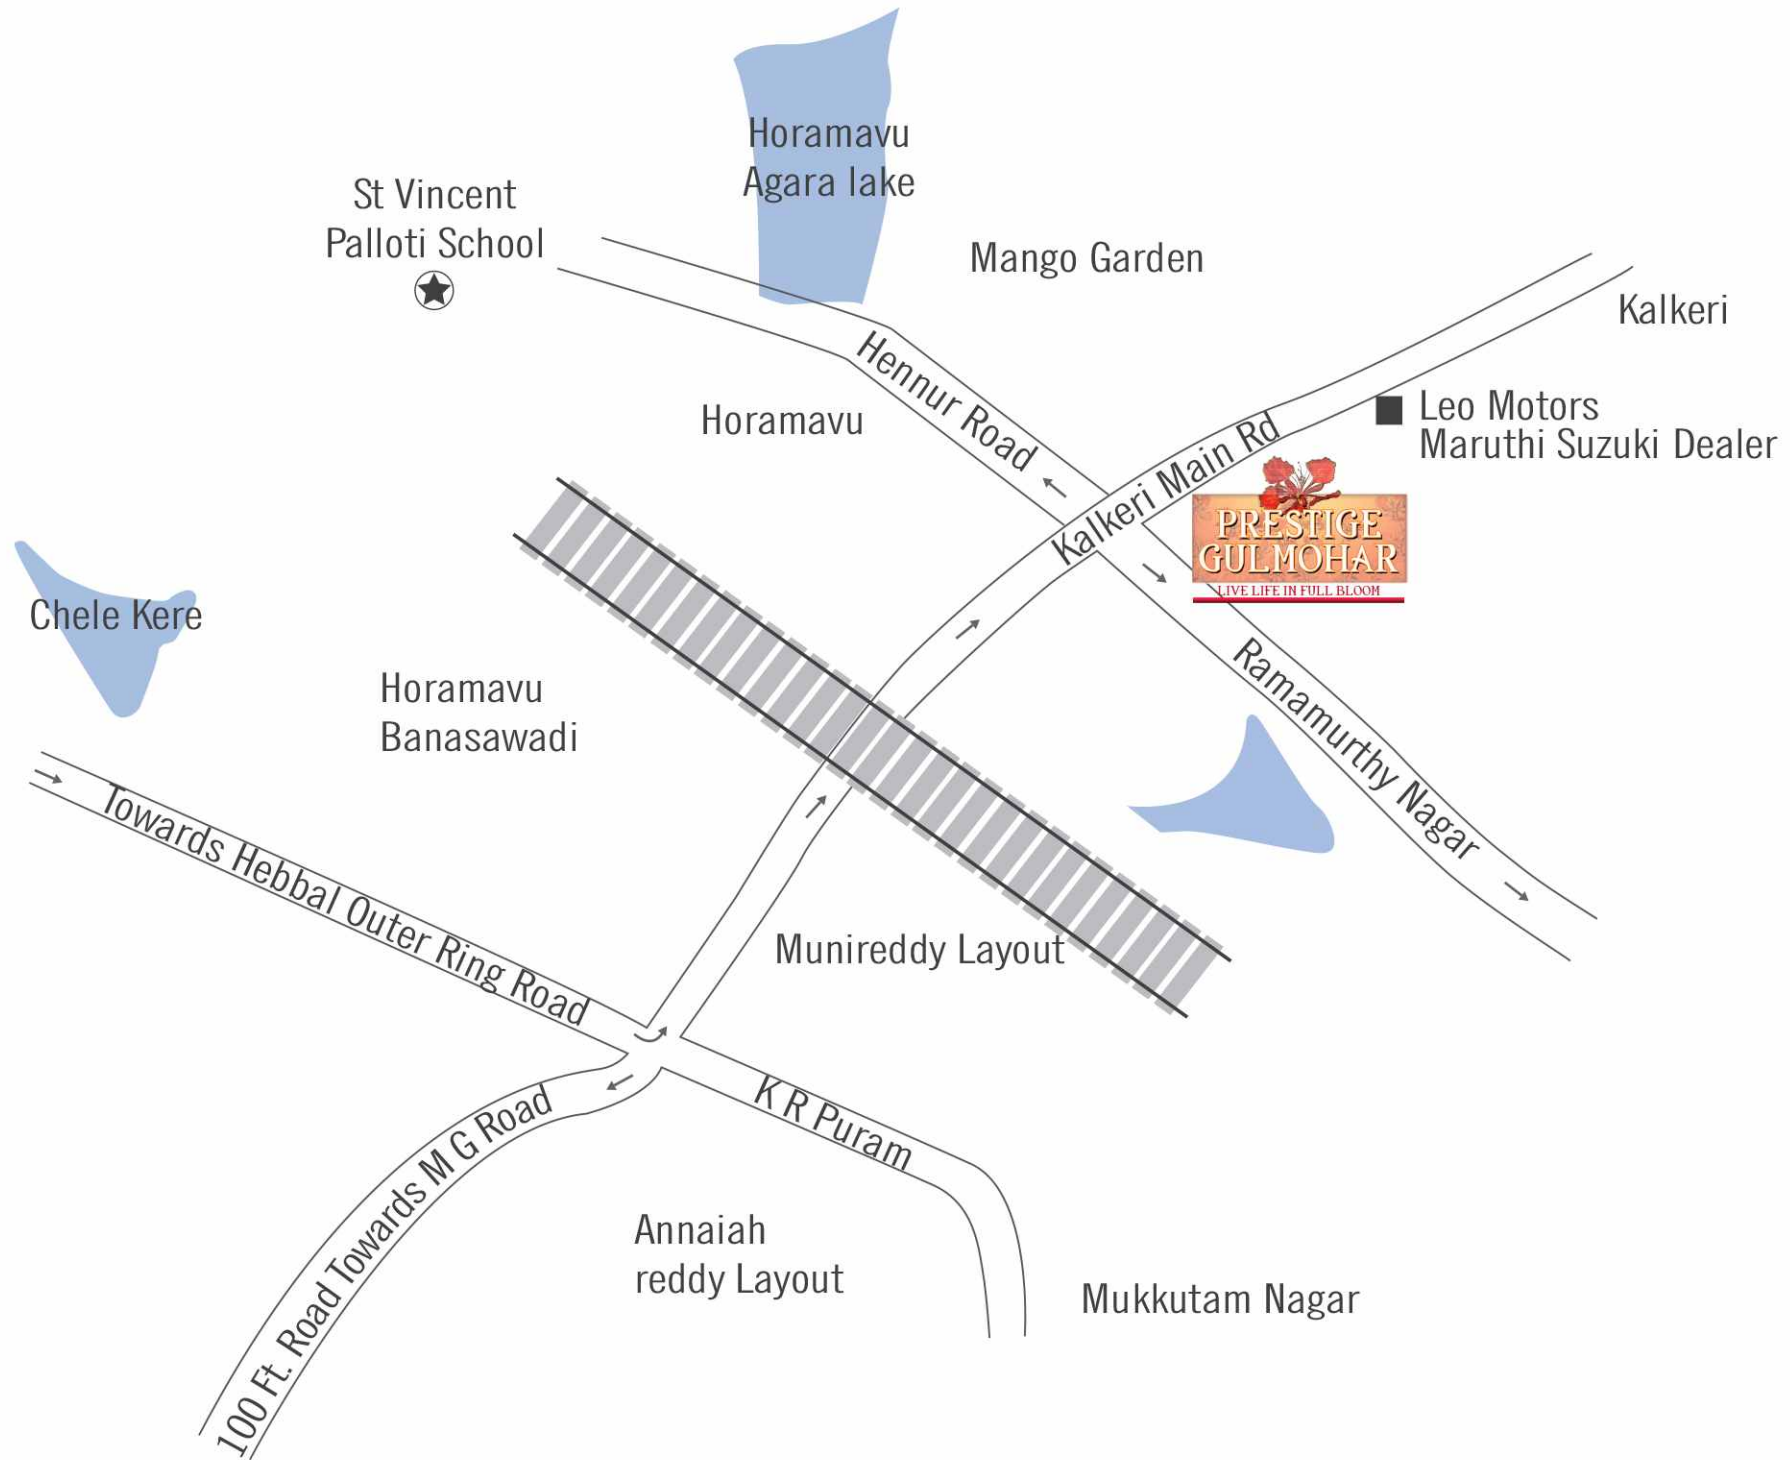 Horamavu
Agara lake
St Vincent
Palloti School
Mango Garden
Kalkeri
Hennur Road
Horamavu
Kalkeri Main Rd
Leo Motors
Maruthi Suzuki Dealer
PRESTIGE
GULMOHAR
LIVE LIFE IN FULL BLOOM
Chele Kere
Horamavu
Banasawadi
Ramamurthy Nagar
Towards Hebbal Outer Ring Road
Munireddy Layout
K R Puram
100 Ft. Road Towards M G Road
Annaiah
reddy Layout
Mukkutam Nagar